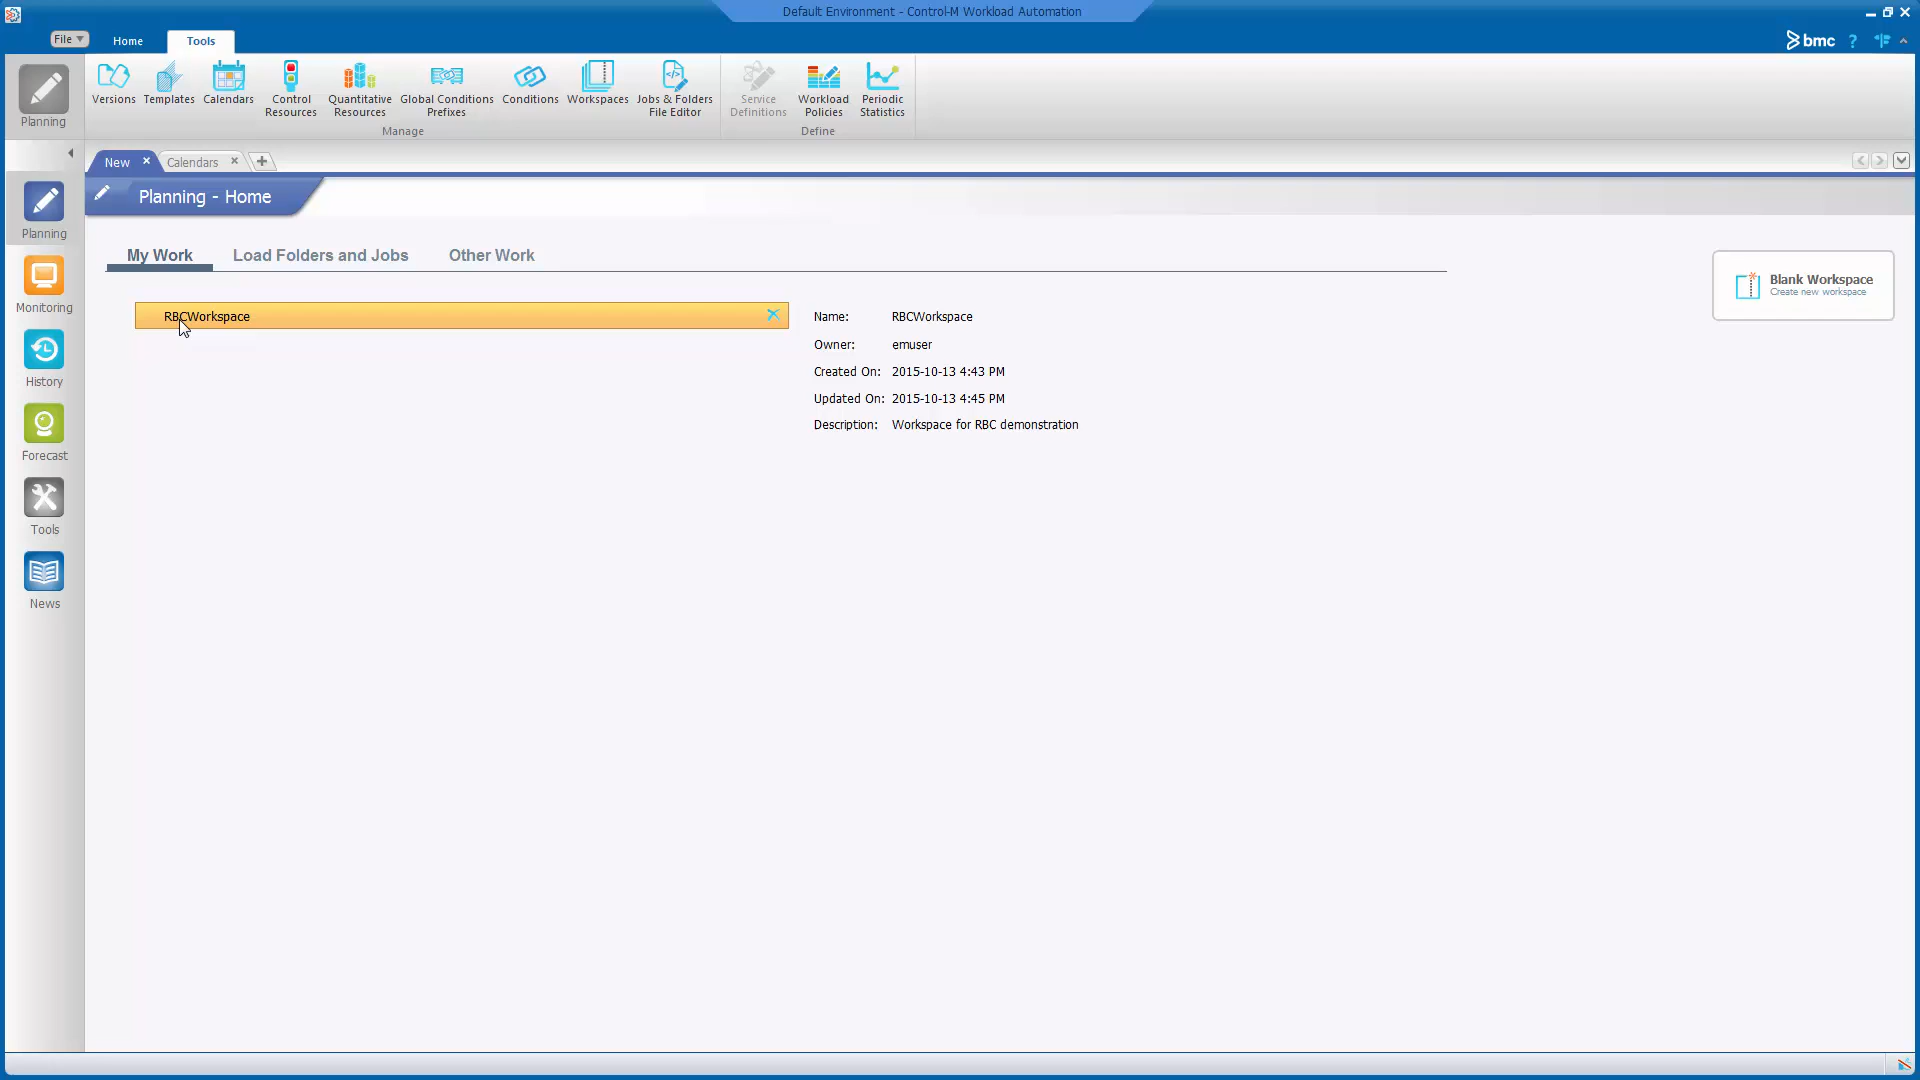 Default Environment - Control-M Workload Automation
File Home Tools
bmc ?
Planning
Versions Templates Calendars Control Resources Quantitative Resources Global Conditions Prefixes Conditions Workspaces Jobs & Folders File Editor Service Definitions Workload Policies Periodic Statistics
Manage Define
New Calendars
Planning - Home
My Work Load Folders and Jobs Other Work
Blank Workspace
Create new workspace
RBCWorkspace
Name: RBCWorkspace
Owner: emuser
Created On: 2015-10-13 4:43 PM
Updated On: 2015-10-13 4:45 PM
Description: Workspace for RBC demonstration
Planning
Monitoring
History
Forecast
Tools
News